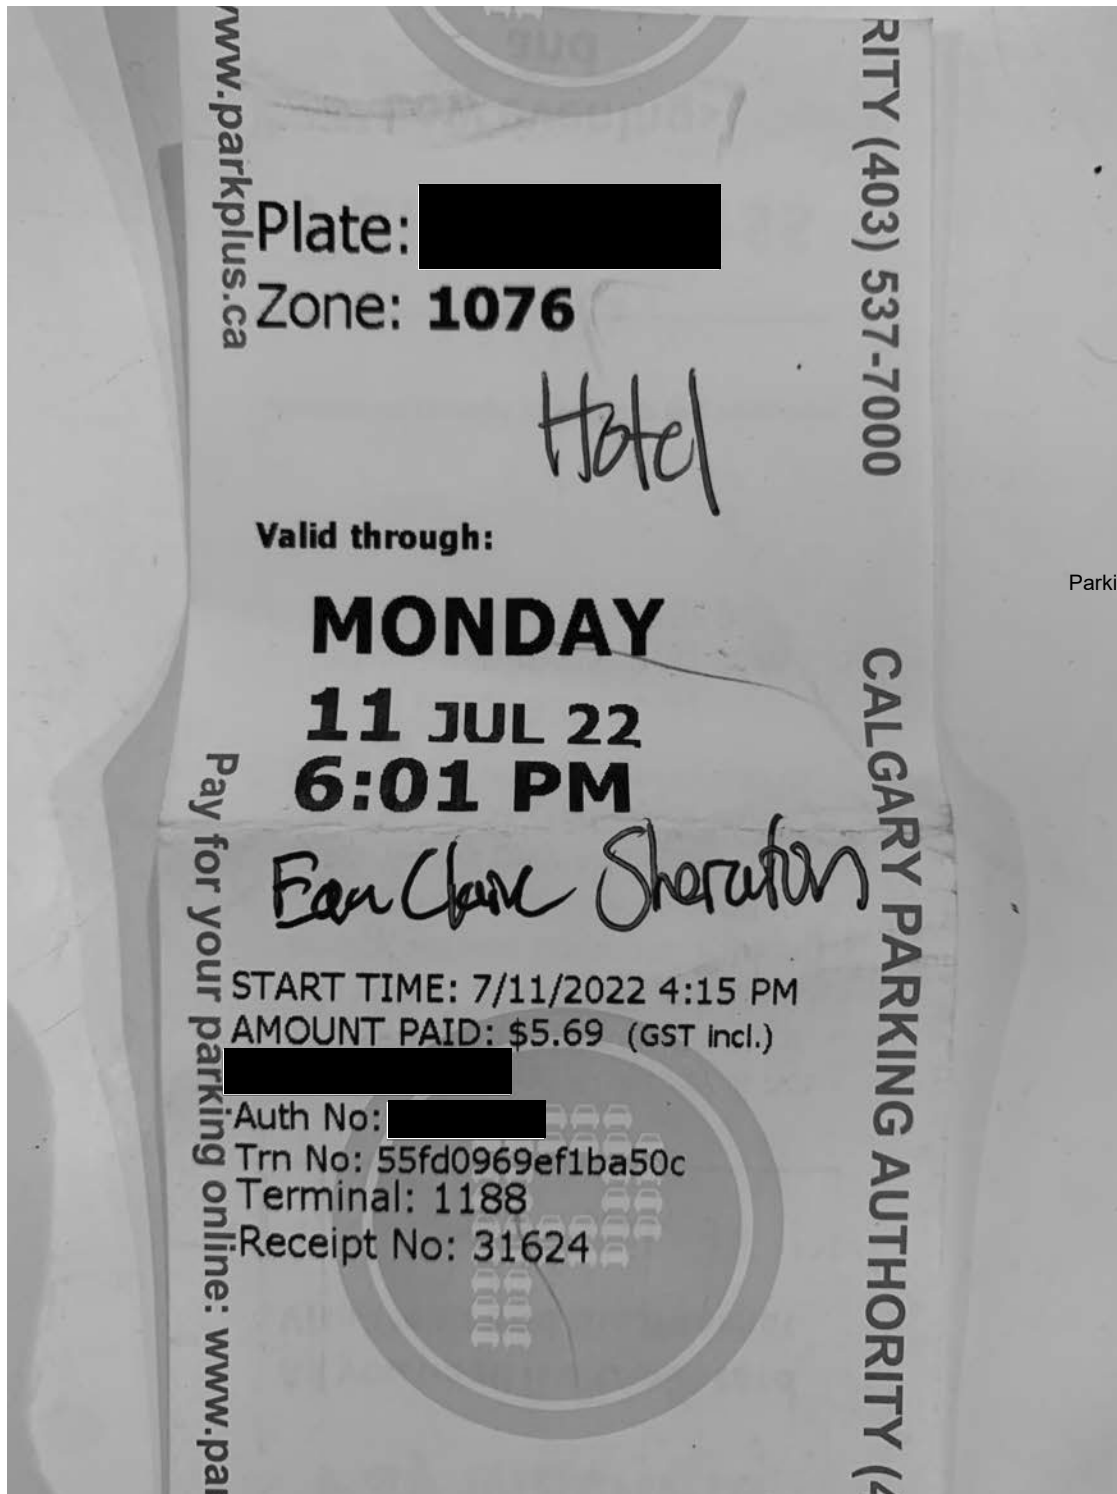 www.parkplus.ca
RITY (403) 537-7000
Plate:
Zone: 1076
Hotel
Valid through:
MONDAY
11 JUL 22
6:01 PM
Eau Claire Sheraton
START TIME: 7/11/2022 4:15 PM
AMOUNT PAID: $5.69 (GST incl.)
Auth No:
Trn No: 55fd0969ef1ba50c
Terminal: 1188
Receipt No: 31624
Pay for your parking online: www.par
CALGARY PARKING AUTHORITY (4
Parki